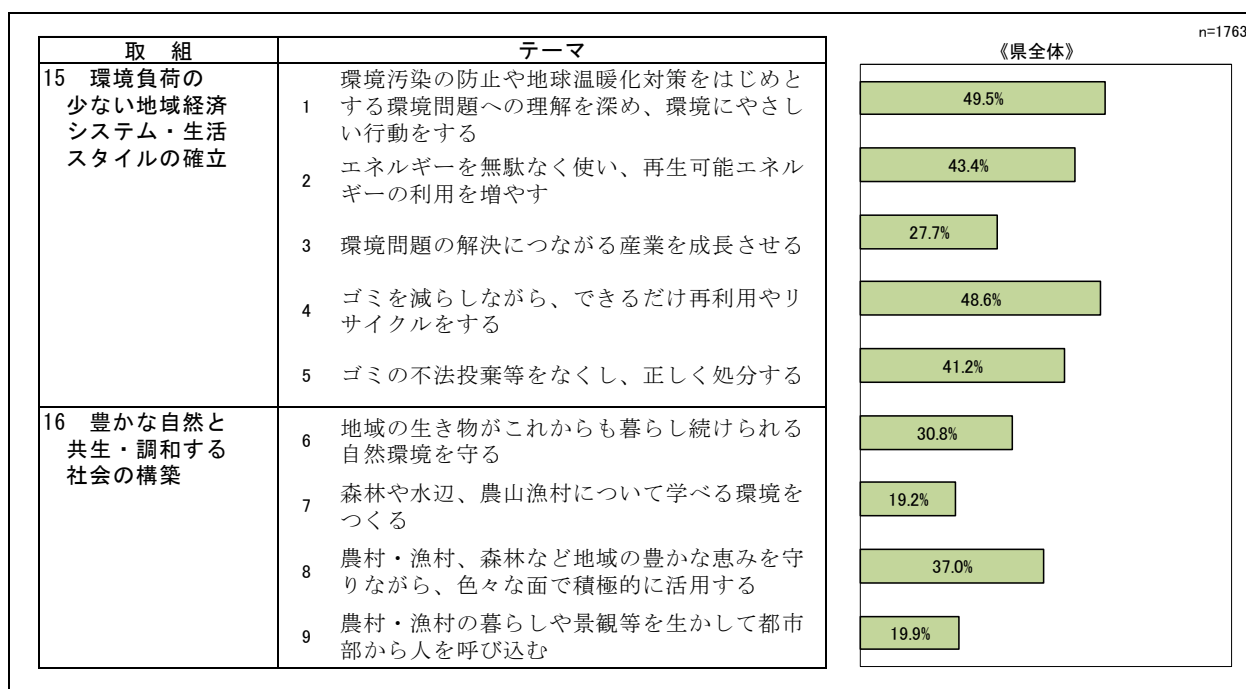 n=1763
取 組
テーマ
《県全体》
15 環境負荷の
少ない地域経済
システム・生活
スタイルの確立
1
環境汚染の防止や地球温暖化対策をはじめと
する環境問題への理解を深め、環境にやさし
い行動をする
49.5%
2
エネルギーを無駄なく使い、再生可能エネル
ギーの利用を増やす
43.4%
3 環境問題の解決につながる産業を成長させる
27.7%
4
ゴミを減らしながら、できるだけ再利用やリ
サイクルをする
48.6%
5 ゴミの不法投棄等をなくし、正しく処分する
41.2%
16 豊かな自然と
共生・調和する
社会の構築
6
地域の生き物がこれからも暮らし続けられる
自然環境を守る
30.8%
7
森林や水辺、農山漁村について学べる環境を
つくる
19.2%
8
農村・漁村、森林など地域の豊かな恵みを守
りながら、色々な面で積極的に活用する
37.0%
9
農村・漁村の暮らしや景観等を生かして都市
部から人を呼び込む
19.9%